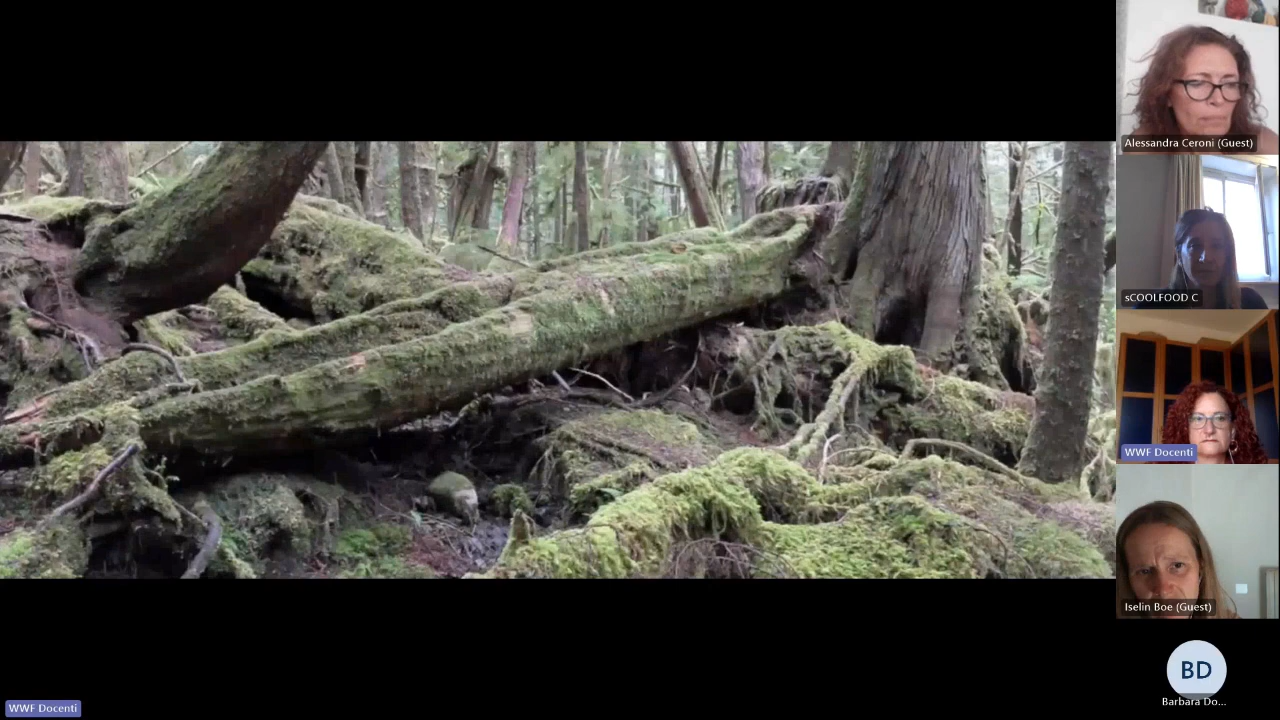 Alessandra Ceroni (Guest)
sCOOLFOOD C
WWF Docenti
Iselin Boe (Guest)
BD
Barbara Do...
WWF Docenti